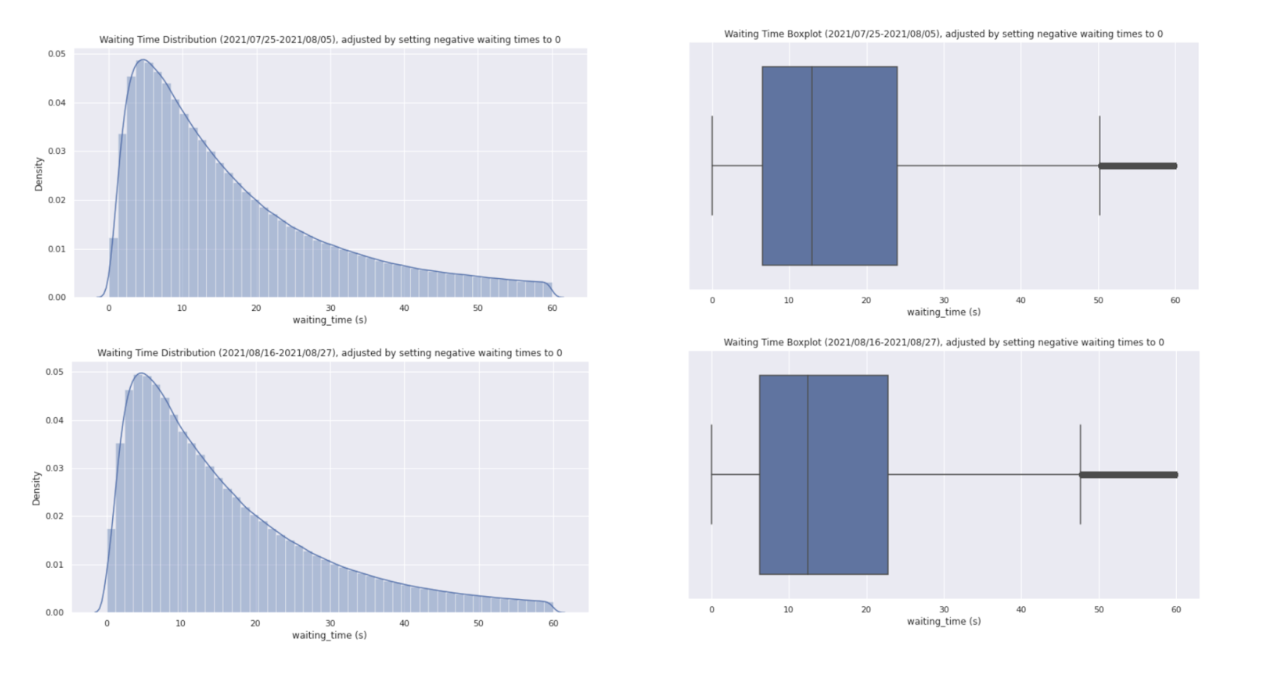 Waiting Time Distribution (2021/07/25-2021/08/05), adjusted by setting negative waiting times to 0
0.05
0.04
0.03
0.02
0.01
0.00
Density
0 10 20 30 40 50 60
waiting_time (s)
Waiting Time Boxplot (2021/07/25-2021/08/05), adjusted by setting negative waiting times to 0
0 10 20 30 40 50 60
waiting_time (s)
Waiting Time Distribution (2021/08/16-2021/08/27), adjusted by setting negative waiting times to 0
0.05
0.04
0.03
0.02
0.01
0.00
Density
0 10 20 30 40 50 60
waiting_time (s)
Waiting Time Boxplot (2021/08/16-2021/08/27), adjusted by setting negative waiting times to 0
0 10 20 30 40 50 60
waiting_time (s)